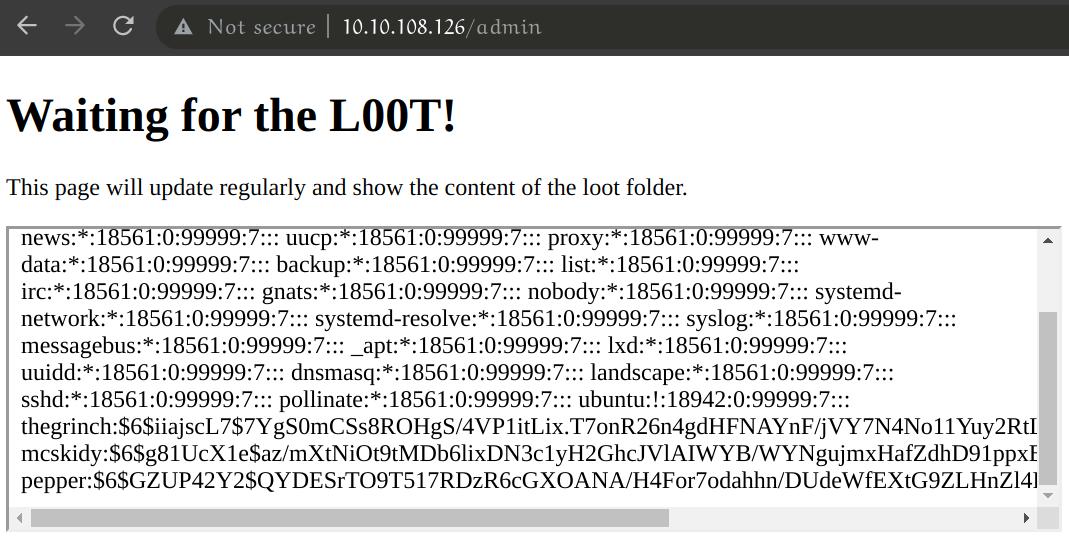 Not secure | 10.10.108.126/admin
Waiting for the L00T!
This page will update regularly and show the content of the loot folder.
news:*:18561:0:99999:7::: uucp:*:18561:0:99999:7::: proxy:*:18561:0:99999:7::: www-
data:*:18561:0:99999:7::: backup:*:18561:0:99999:7::: list:*:18561:0:99999:7:::
irc:*:18561:0:99999:7::: gnats:*:18561:0:99999:7::: nobody:*:18561:0:99999:7::: systemd-
network:*:18561:0:99999:7::: systemd-resolve:*:18561:0:99999:7::: syslog:*:18561:0:99999:7:::
messagebus:*:18561:0:99999:7::: _apt:*:18561:0:99999:7::: lxd:*:18561:0:99999:7:::
uuidd:*:18561:0:99999:7::: dnsmasq:*:18561:0:99999:7::: landscape:*:18561:0:99999:7:::
sshd:*:18561:0:99999:7::: pollinate:*:18561:0:99999:7::: ubuntu:!:18942:0:99999:7:::
thegrinch:$6$iiajscL7$7YgS0mCSs8ROHgS/4VP1itLix.T7onR26n4gdHFNAYnF/jVY7N4No11Yuy2Rt
mcskidy:$6$g81UcX1e$az/mXtNiOt9tMDb6lixDN3c1yH2GhcJVlAIWYB/WYNgujmxHafZdhD91ppx
pepper:$6$GZUP42Y2$QYDESrTO9T517RDzR6cGXOANA/H4For7odahhn/DUdeWfEXtG9ZLHnZl4